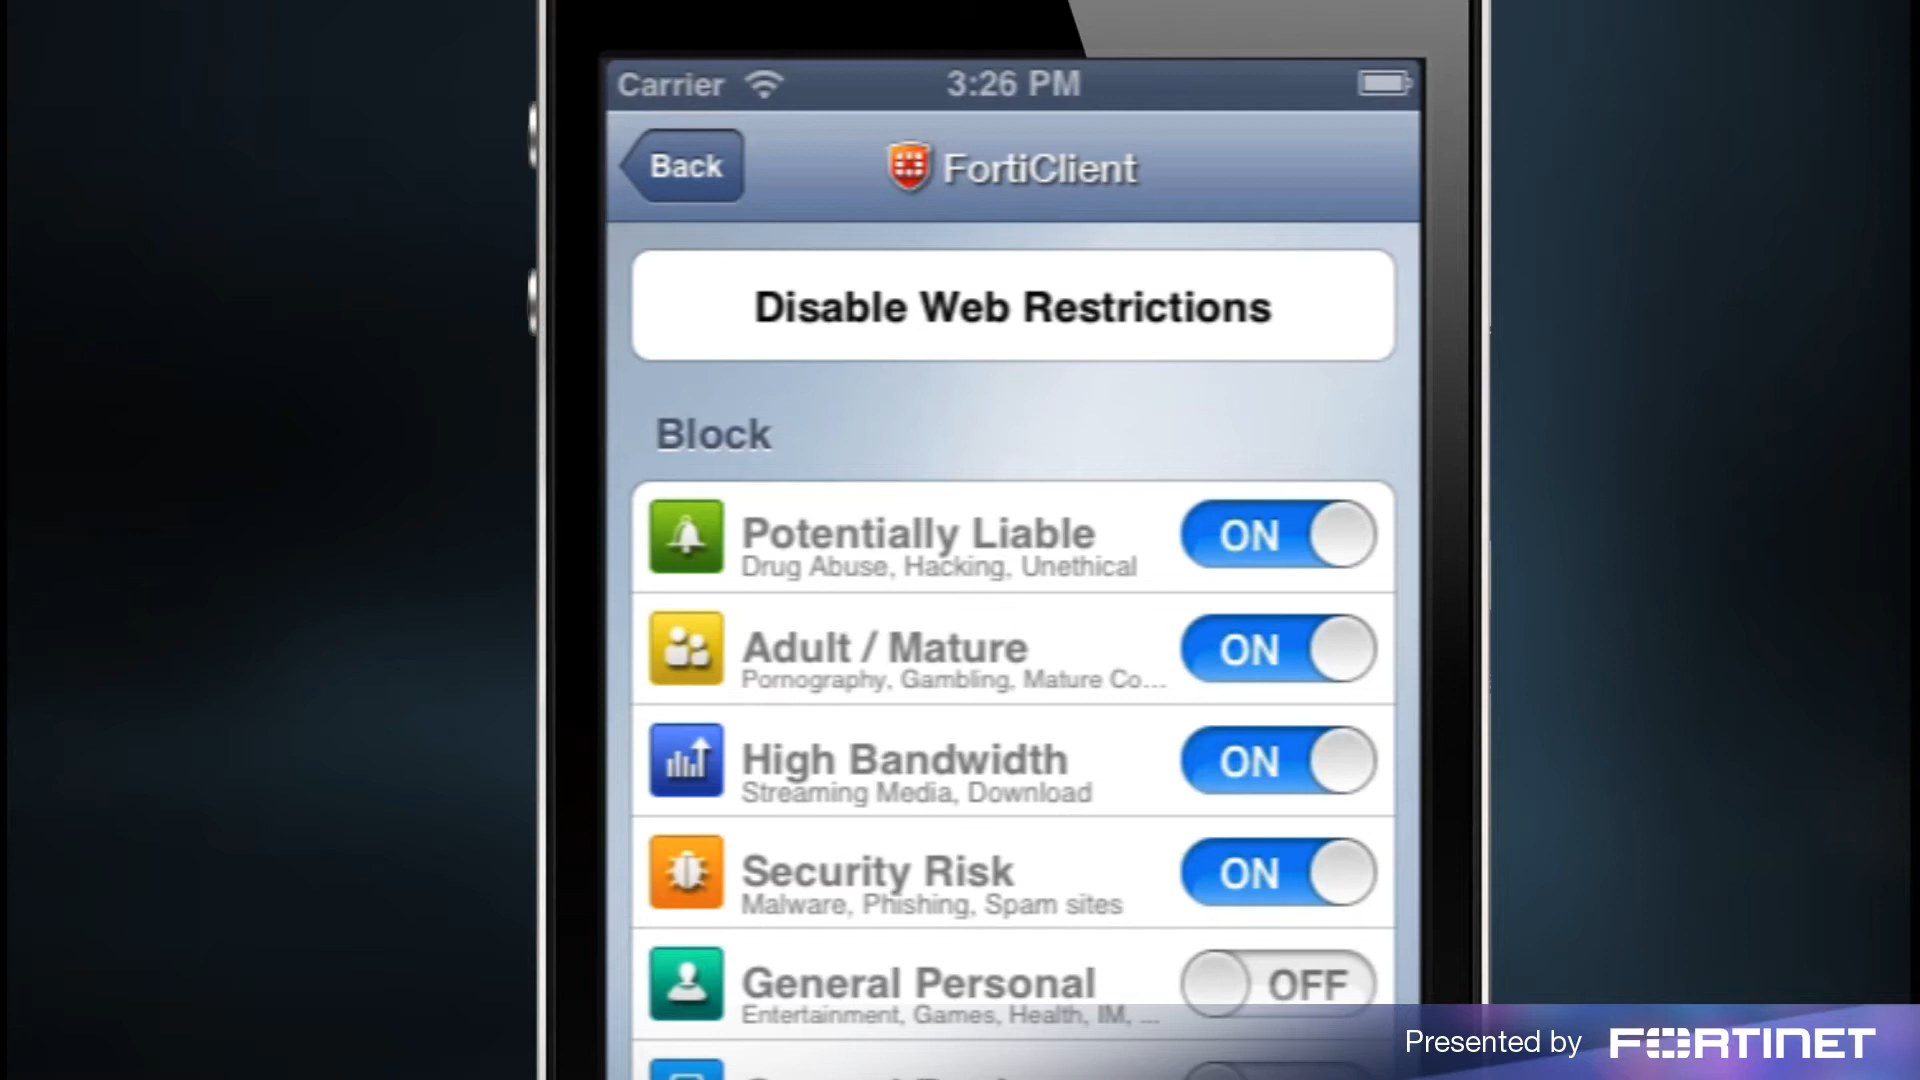 Carrier 3:26 PM
Back FortiClient
Disable Web Restrictions
Block
Potentially Liable ON
Drug Abuse, Hacking, Unethical
Adult / Mature ON
Pornography, Gambling, Mature Co...
High Bandwidth ON
Streaming Media, Download
Security Risk ON
Malware, Phishing, Spam sites
General Personal OFF
Entertainment, Games, Health, IM, ...
Presented by FORTINET